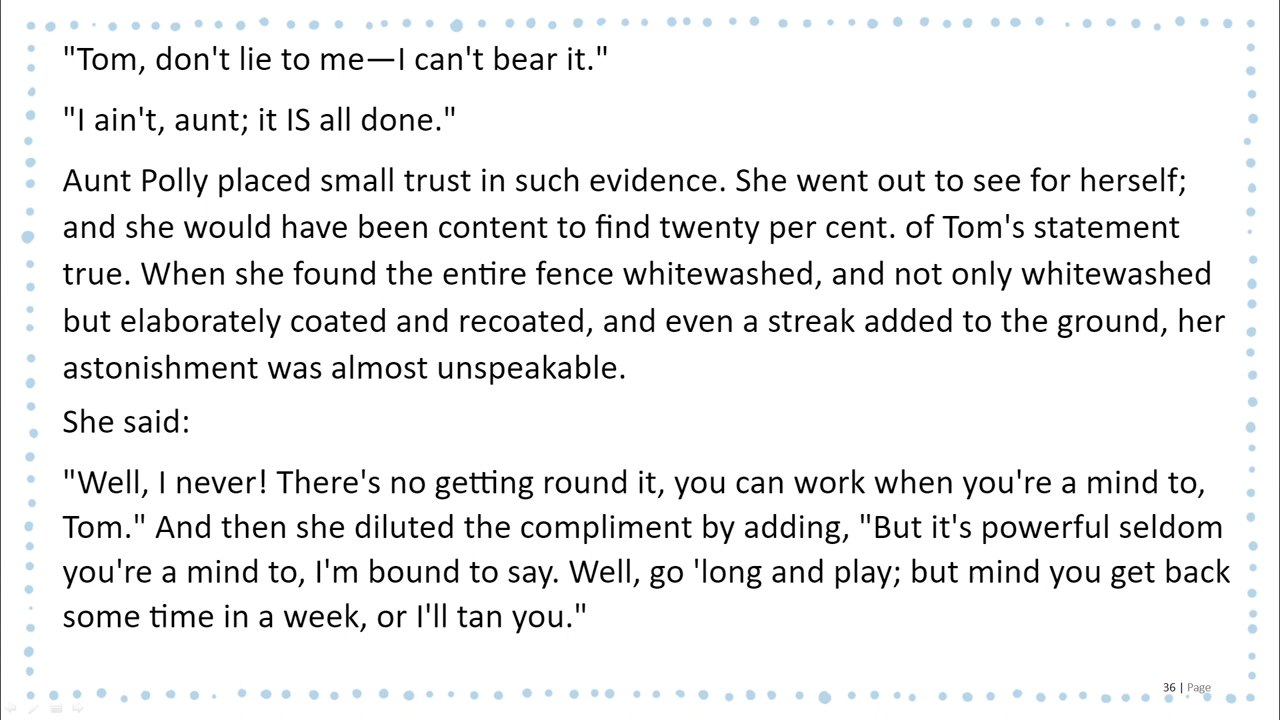 "Tom, don't lie to me—I can't bear it."
"I ain't, aunt; it IS all done."
Aunt Polly placed small trust in such evidence. She went out to see for herself;
and she would have been content to find twenty per cent. of Tom's statement
true. When she found the entire fence whitewashed, and not only whitewashed
but elaborately coated and recoated, and even a streak added to the ground, her
astonishment was almost unspeakable.
She said:
"Well, I never! There's no getting round it, you can work when you're a mind to,
Tom." And then she diluted the compliment by adding, "But it's powerful seldom
you're a mind to, I'm bound to say. Well, go 'long and play; but mind you get back
some time in a week, or I'll tan you."
36 | Page